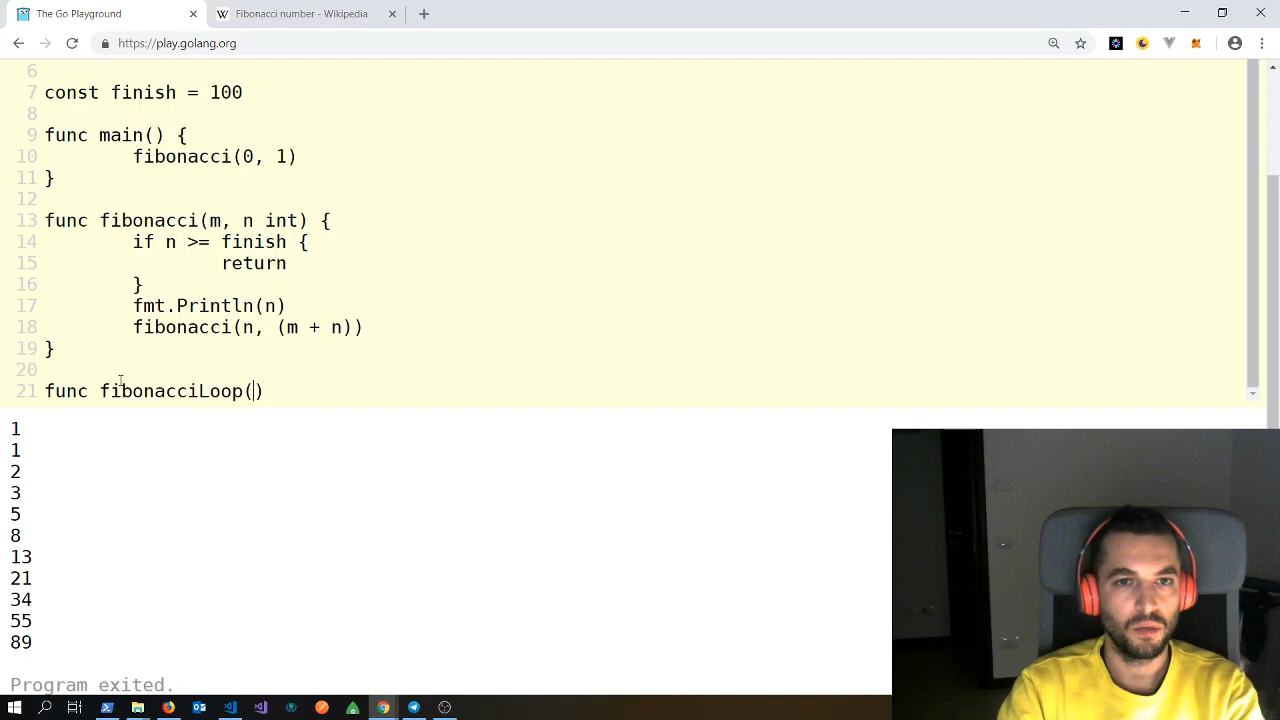 The Go Playground
Fibonacci number - Wikipedia
https://play.golang.org
6
7 const finish = 100
8
9 func main() {
10 fibonacci(0, 1)
11 }
12
13 func fibonacci(m, n int) {
14 if n >= finish {
15 return
16 }
17 fmt.Println(n)
18 fibonacci(n, (m + n))
19 }
20
21 func fibonacciLoop()
1
1
2
3
5
8
13
21
34
55
89
Program exited.